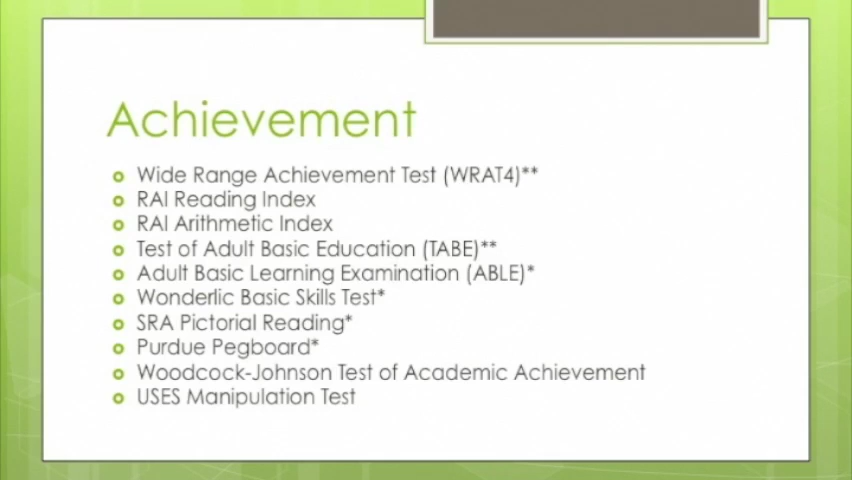 Achievement
Wide Range Achievement Test (WRAT4)**
RAI Reading Index
RAI Arithmetic Index
Test of Adult Basic Education (TABE)**
Adult Basic Learning Examination (ABLE)*
Wonderlic Basic Skills Test*
SRA Pictorial Reading*
Purdue Pegboard*
Woodcock-Johnson Test of Academic Achievement
USES Manipulation Test